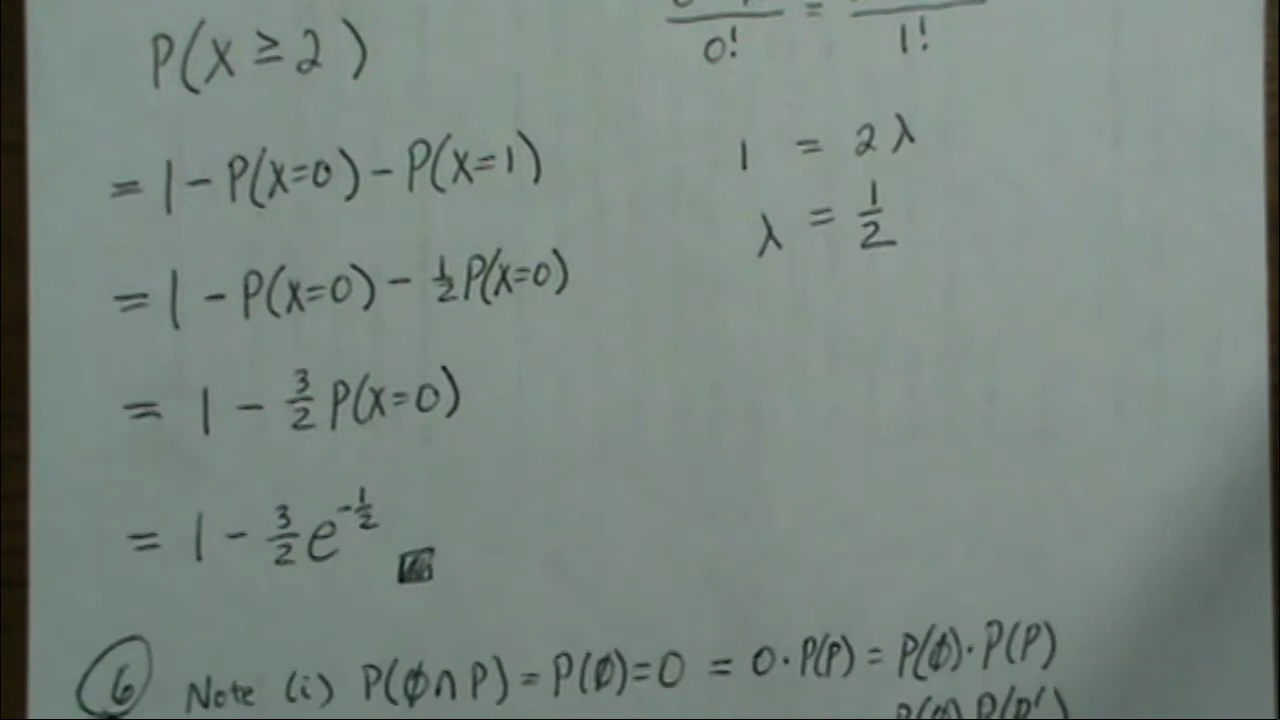 P(X ≥ 2)
= 1 - P(X=0) - P(X=1)
= 1 - P(X=0) - 1/2 P(X=0)
= 1 - 3/2 P(X=0)
= 1 - 3/2 e^{-1/2}
0! = 1!
1 = 2λ
λ = 1/2
6 Note (i) P(∅∩P) = P(∅) = 0 = 0·P(P) = P(∅)·P(P)